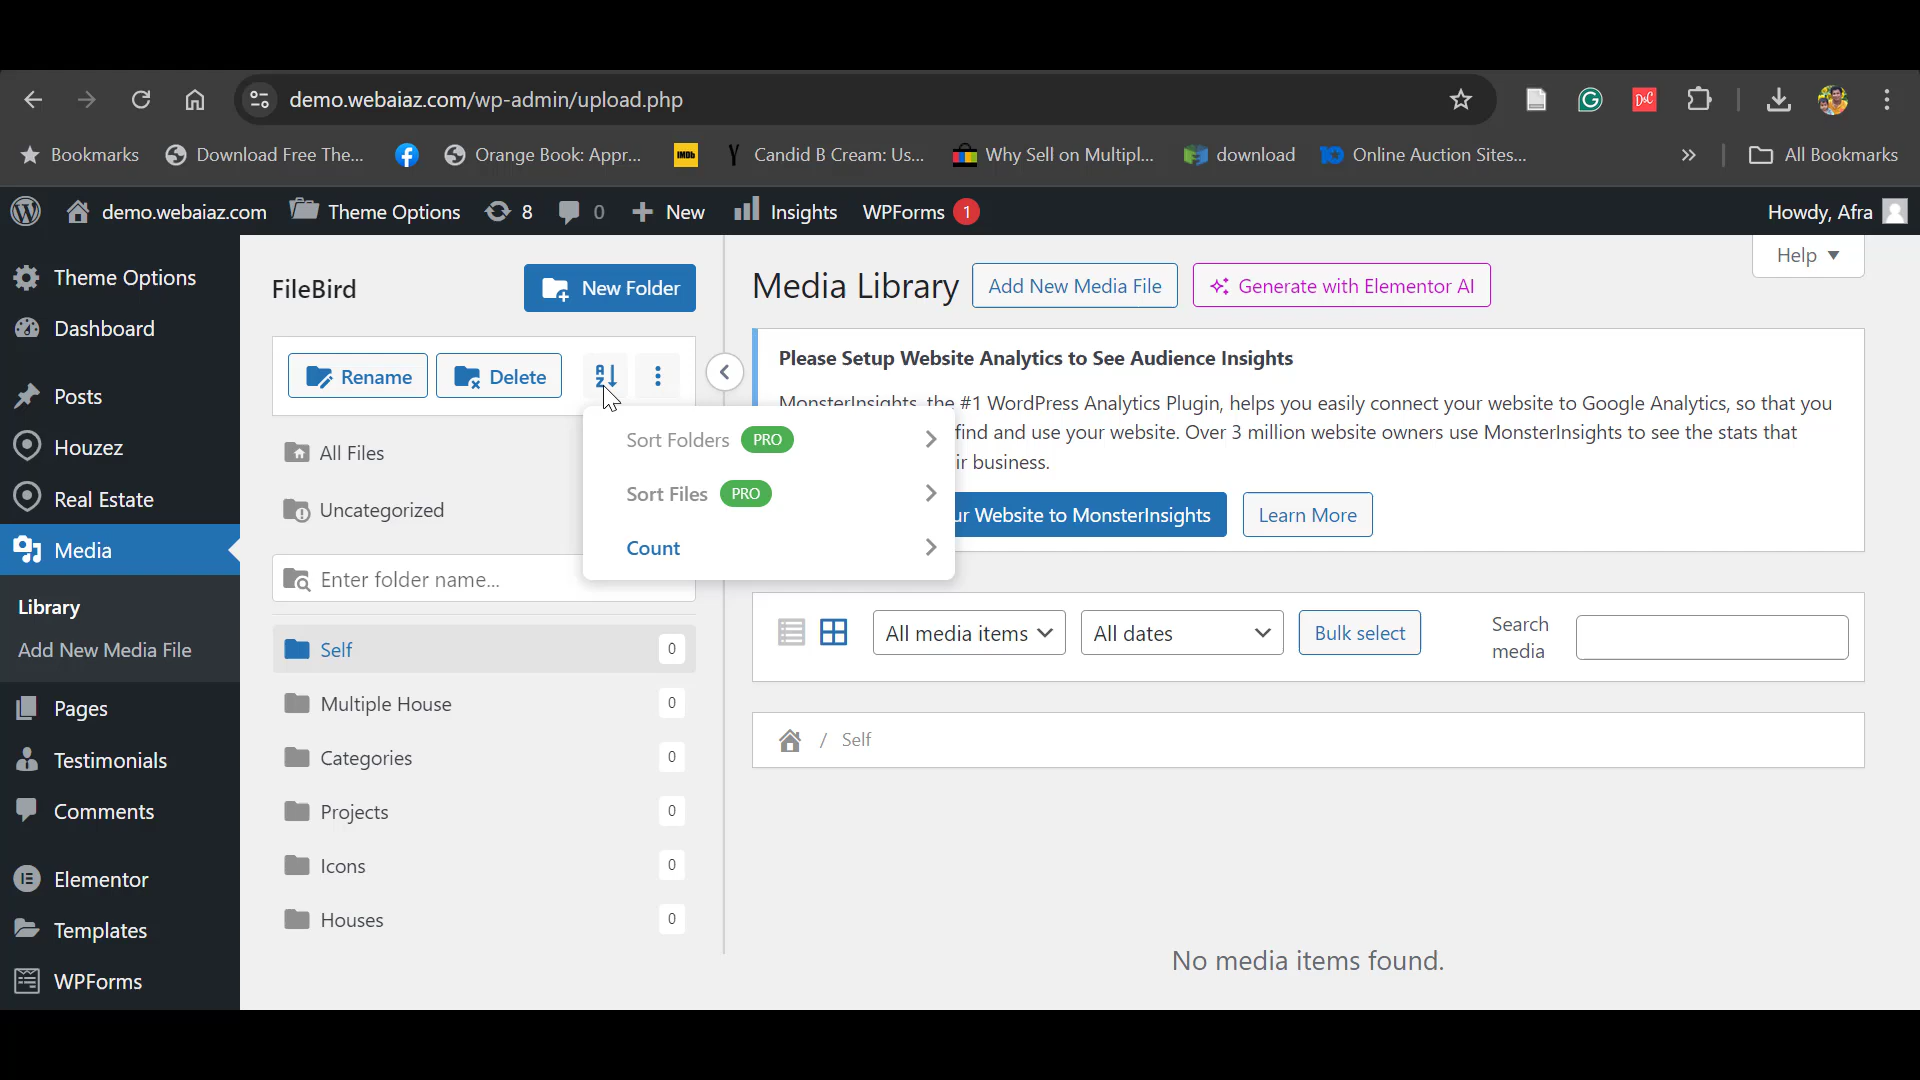 demo.webaiaz.com/wp-admin/upload.php
Bookmarks
Download Free The...
Orange Book: Appr...
IMDb
Candid B Cream: Us...
Why Sell on Multipl...
download
Online Auction Sites...
All Bookmarks
demo.webaiaz.com
Theme Options
8
0
New
Insights
WPForms 1
Howdy, Afra
Theme Options
Dashboard
Posts
Houzez
Real Estate
Media
Library
Add New Media File
Pages
Testimonials
Comments
Elementor
Templates
WPForms
FileBird
New Folder
Rename
Delete
All Files
Uncategorized
Enter folder name...
Self 0
Multiple House 0
Categories 0
Projects 0
Icons 0
Houses 0
Sort Folders PRO
Sort Files PRO
Count
Help
Media Library
Add New Media File
Generate with Elementor AI
Please Setup Website Analytics to See Audience Insights
MonsterInsights, the #1 WordPress Analytics Plugin, helps you easily connect your website to Google Analytics, so that you
find and use your website. Over 3 million website owners use MonsterInsights to see the stats that
ir business.
ur Website to MonsterInsights
Learn More
All media items
All dates
Bulk select
Search
media
/ Self
No media items found.